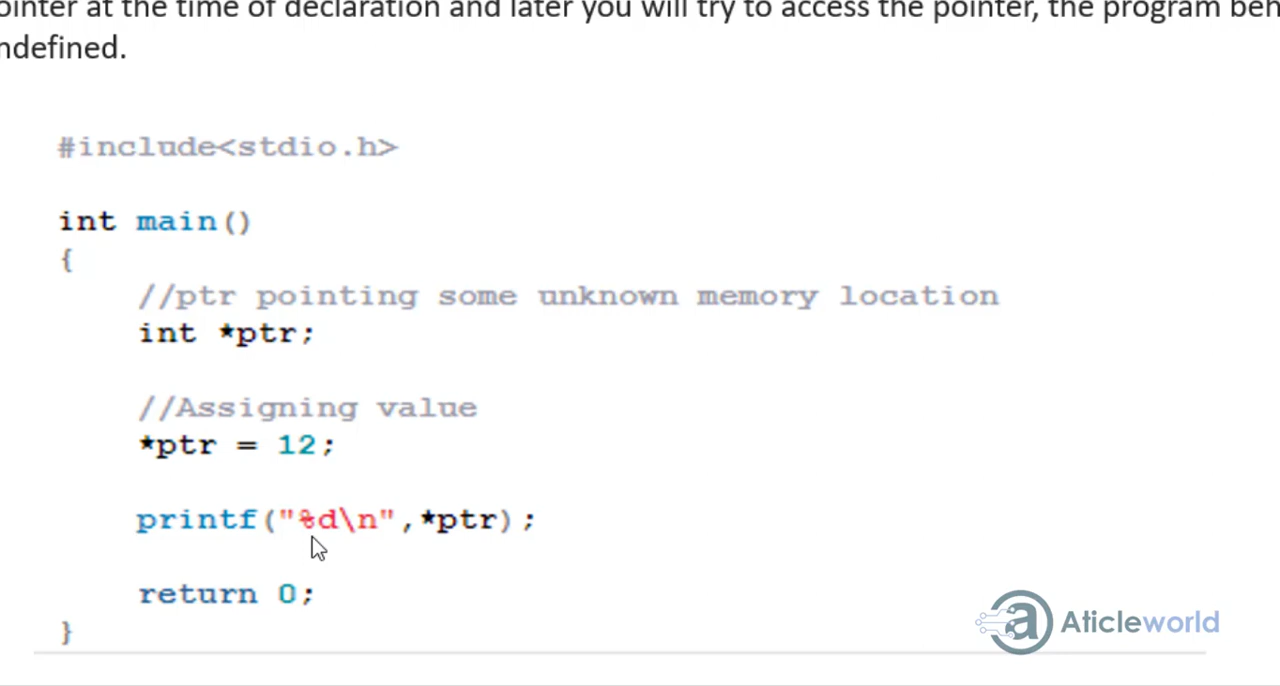 ointer at the time of declaration and later you will try to access the pointer, the program beh
ndefined.
#include<stdio.h>
int main()
{
//ptr pointing some unknown memory location
int *ptr;
//Assigning value
*ptr = 12;
printf("%d\n",*ptr);
return 0;
}
a Aticleworld